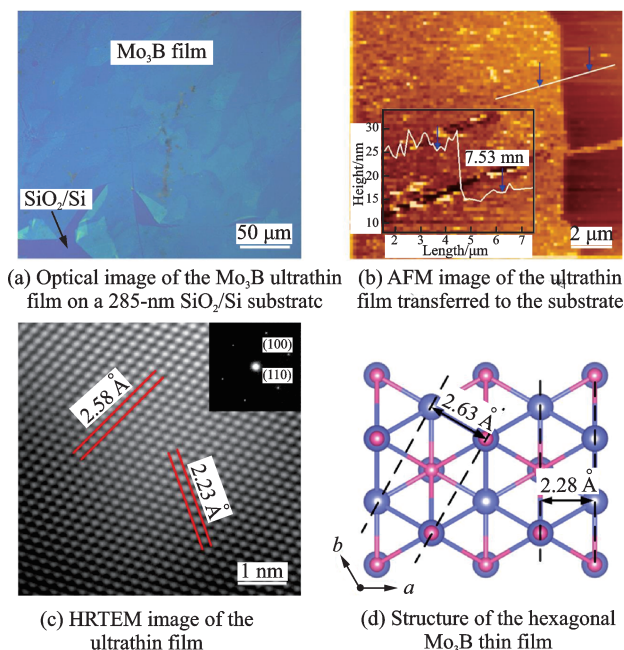 Mo₃B film
SiO₂/Si
50 μm
(a) Optical image of the Mo₃B ultrathin
film on a 285-nm SiO₂/Si substratc
Height/nm
30
25
20
15
10
7.53 mn
2 3 4 5 6 7
Length/μm
2 μm
(b) AFM image of the ultrathin
film transferred to the substrate
2.58 Å
2.23 Å
(100)
(110)
1 nm
(c) HRTEM image of the
ultrathin film
2.63 Å
2.28 Å
b
a
(d) Structure of the hexagonal
Mo₃B thin film